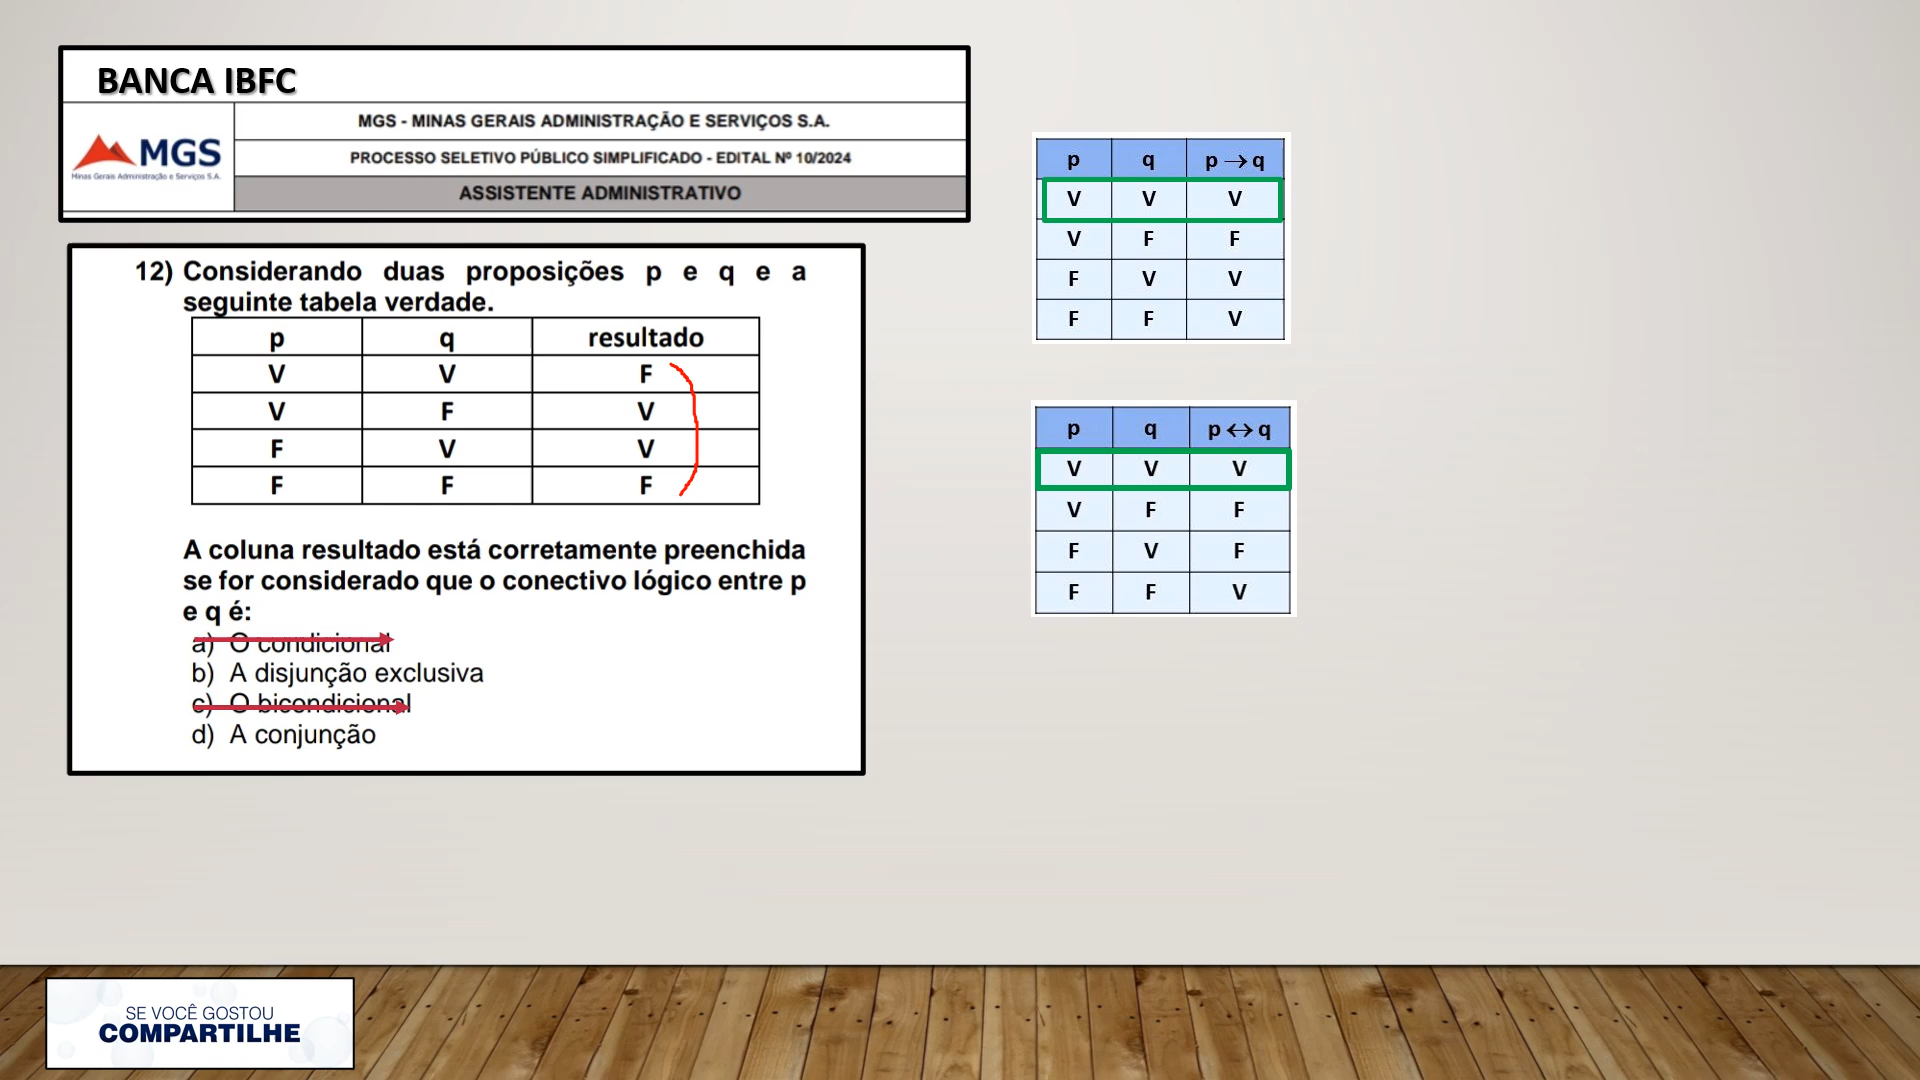 BANCA IBFC
MGS
Minas Gerais Administração e Serviços S.A.
MGS - MINAS GERAIS ADMINISTRAÇÃO E SERVIÇOS S.A.
PROCESSO SELETIVO PÚBLICO SIMPLIFICADO - EDITAL Nº 10/2024
ASSISTENTE ADMINISTRATIVO
12) Considerando duas proposições p e q e a
seguinte tabela verdade.
p q resultado
V V F
V F V
F V V
F F F
A coluna resultado está corretamente preenchida
se for considerado que o conectivo lógico entre p
e q é:
a) O condicional
b) A disjunção exclusiva
c) O bicondicional
d) A conjunção
p q p → q
V V V
V F F
F V V
F F V
p q p ↔ q
V V V
V F F
F V F
F F V
SE VOCÊ GOSTOU
COMPARTILHE